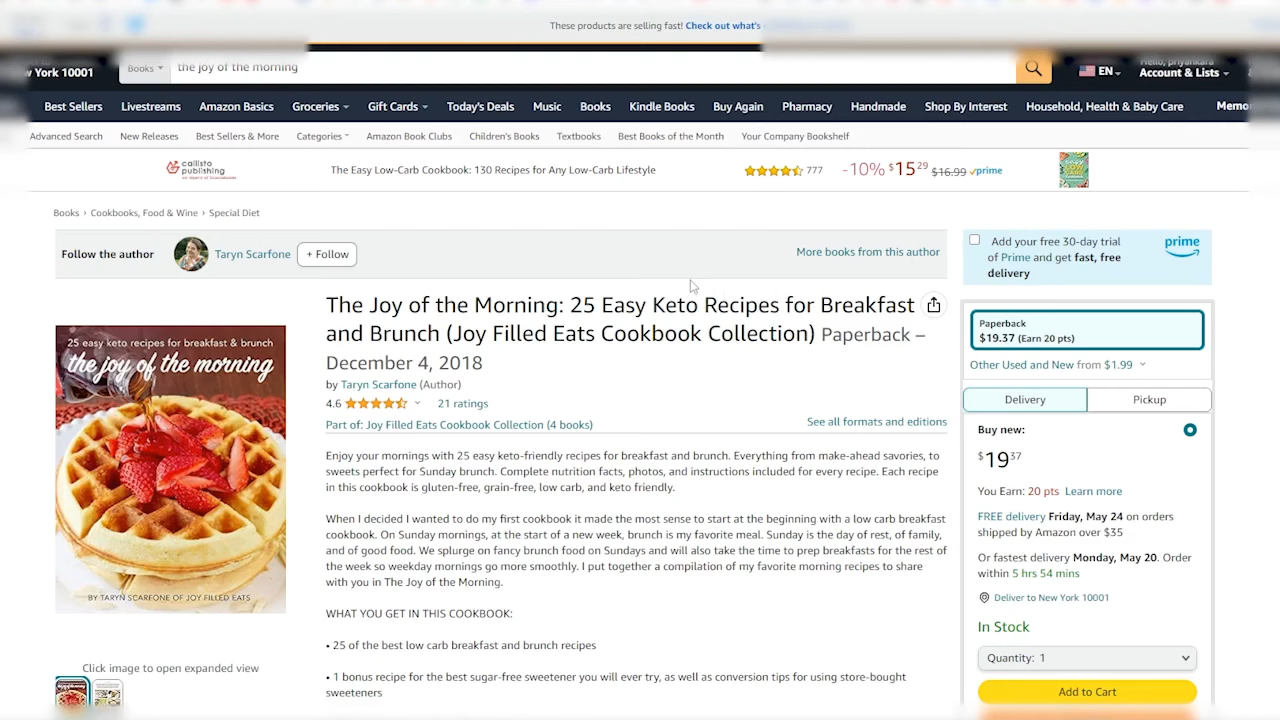 These products are selling fast! Check out what's
w York 10001
Books
the joy of the morning
EN
Hello, priyankara
Account & Lists
Best Sellers Livestreams Amazon Basics Groceries Gift Cards Today's Deals Music Books Kindle Books Buy Again Pharmacy Handmade Shop By Interest Household, Health & Baby Care Memo
Advanced Search New Releases Best Sellers & More Categories Amazon Book Clubs Children's Books Textbooks Best Books of the Month Your Company Bookshelf
callisto
publishing
The Easy Low-Carb Cookbook: 130 Recipes for Any Low-Carb Lifestyle
777 -10% $15 29 $16.99 prime
Books › Cookbooks, Food & Wine › Special Diet
Follow the author Taryn Scarfone + Follow
More books from this author
25 easy keto recipes for breakfast & brunch
the joy of the morning
BY TARYN SCARFONE OF JOY FILLED EATS
Click image to open expanded view
The Joy of the Morning: 25 Easy Keto Recipes for Breakfast
and Brunch (Joy Filled Eats Cookbook Collection) Paperback –
December 4, 2018
by Taryn Scarfone (Author)
4.6 21 ratings
Part of: Joy Filled Eats Cookbook Collection (4 books)
See all formats and editions
Enjoy your mornings with 25 easy keto-friendly recipes for breakfast and brunch. Everything from make-ahead savories, to
sweets perfect for Sunday brunch. Complete nutrition facts, photos, and instructions included for every recipe. Each recipe
in this cookbook is gluten-free, grain-free, low carb, and keto friendly.
When I decided I wanted to do my first cookbook it made the most sense to start at the beginning with a low carb breakfast
cookbook. On Sunday mornings, at the start of a new week, brunch is my favorite meal. Sunday is the day of rest, of family,
and of good food. We splurge on fancy brunch food on Sundays and will also take the time to prep breakfasts for the rest of
the week so weekday mornings go more smoothly. I put together a compilation of my favorite morning recipes to share
with you in The Joy of the Morning.
WHAT YOU GET IN THIS COOKBOOK:
• 25 of the best low carb breakfast and brunch recipes
• 1 bonus recipe for the best sugar-free sweetener you will ever try, as well as conversion tips for using store-bought
sweeteners
Add your free 30-day trial
of Prime and get fast, free
delivery
prime
Paperback
$19.37 (Earn 20 pts)
Other Used and New from $1.99
Delivery Pickup
Buy new:
$19 37
You Earn: 20 pts Learn more
FREE delivery Friday, May 24 on orders
shipped by Amazon over $35
Or fastest delivery Monday, May 20. Order
within 5 hrs 54 mins
Deliver to New York 10001
In Stock
Quantity: 1
Add to Cart